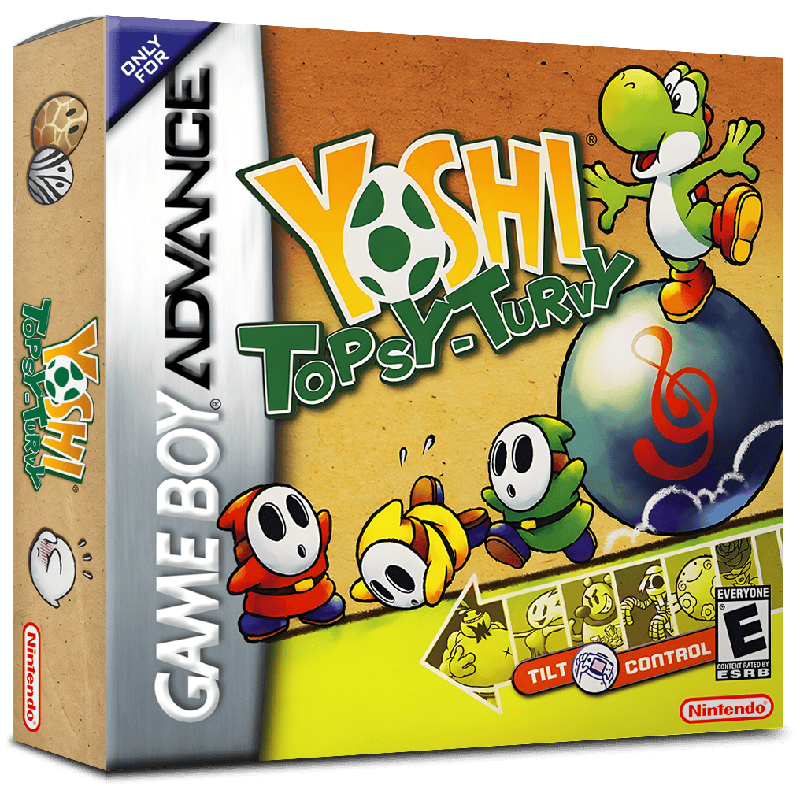 YOSHI
TOPSY-TURVY
Nintendo®
ONLY
FOR
GAME BOY ADVANCE
YOSHI®
TOPSY-TURVY
TILT CONTROL
EVERYONE
E
CONTENT RATED BY
ESRB
Nintendo®